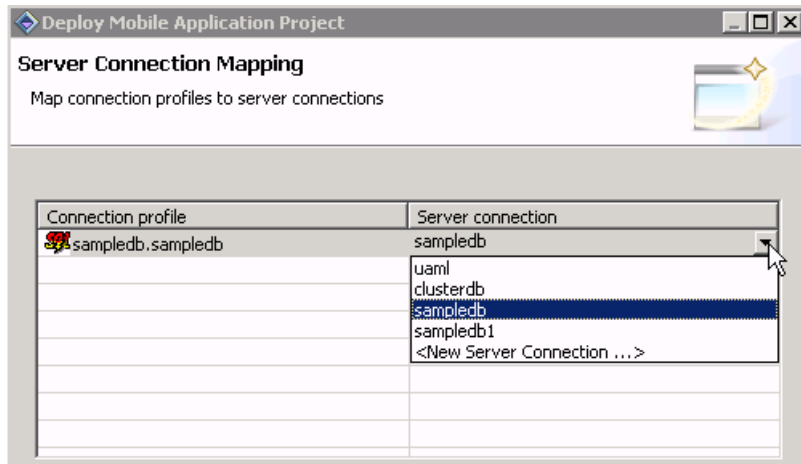 Deploy Mobile Application Project
Server Connection Mapping
Map connection profiles to server connections
Connection profile Server connection
sampledb.sampledb sampledb
uaml
clusterdb
sampledb
sampledb1
<New Server Connection ...>